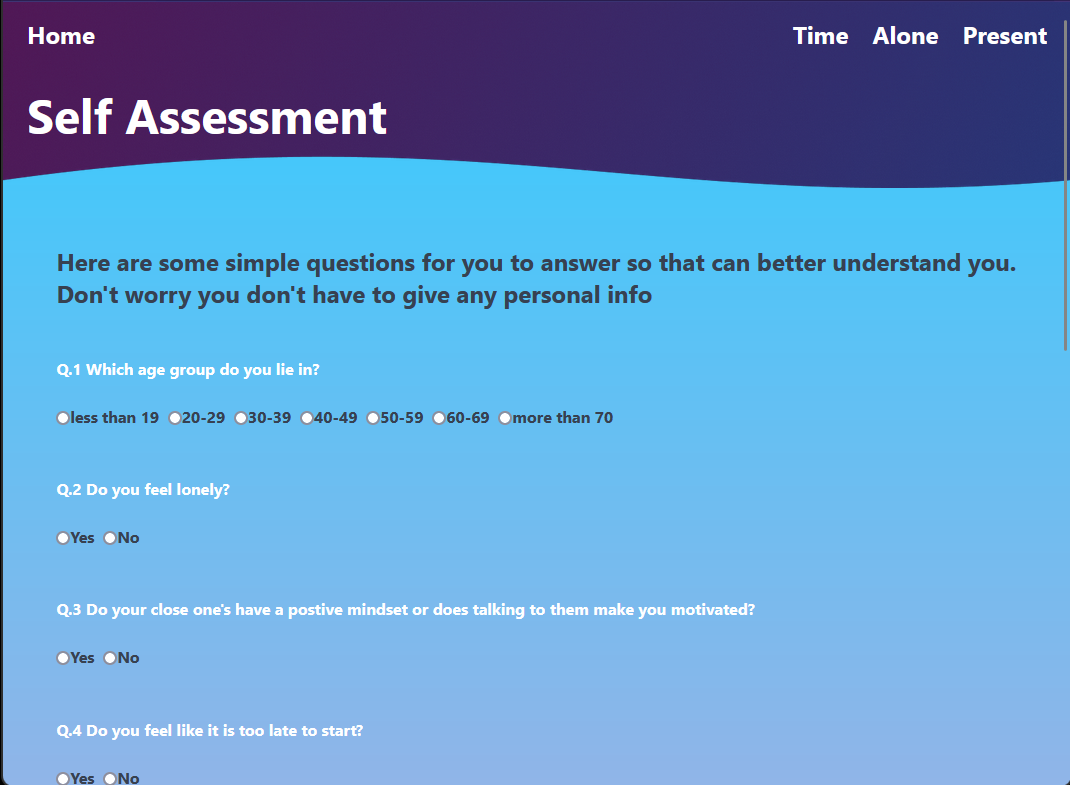 Home Time Alone Present
Self Assessment
Here are some simple questions for you to answer so that can better understand you.
Don't worry you don't have to give any personal info
Q.1 Which age group do you lie in?
less than 19 20-29 30-39 40-49 50-59 60-69 more than 70
Q.2 Do you feel lonely?
Yes No
Q.3 Do your close one's have a postive mindset or does talking to them make you motivated?
Yes No
Q.4 Do you feel like it is too late to start?
Yes No